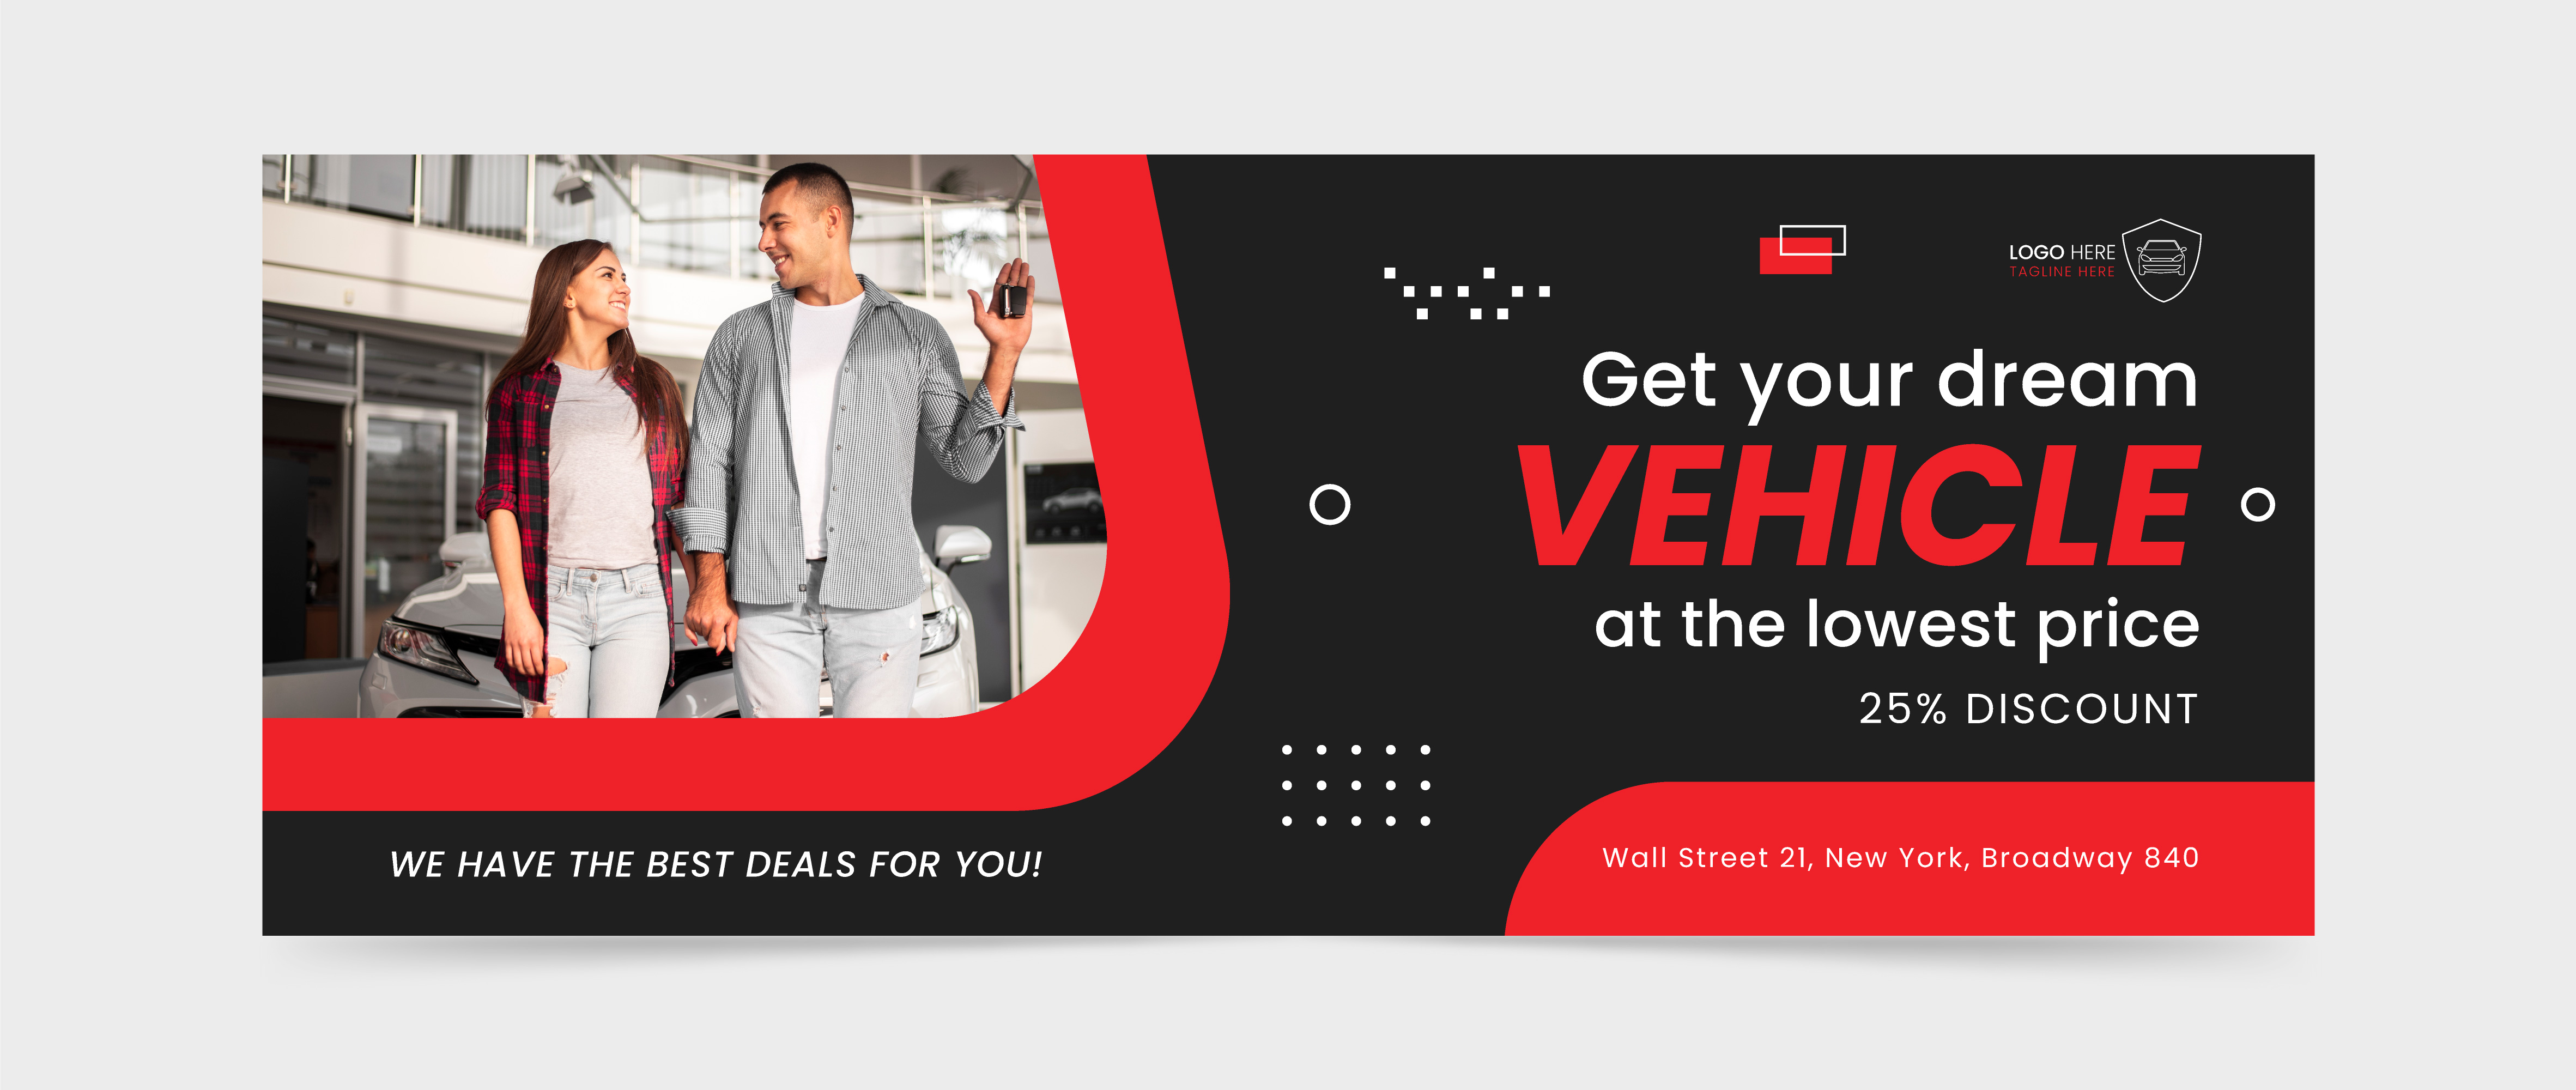 LOGO HERE
TAGLINE HERE
Get your dream
VEHICLE
at the lowest price
25% DISCOUNT
WE HAVE THE BEST DEALS FOR YOU!
Wall Street 21, New York, Broadway 840